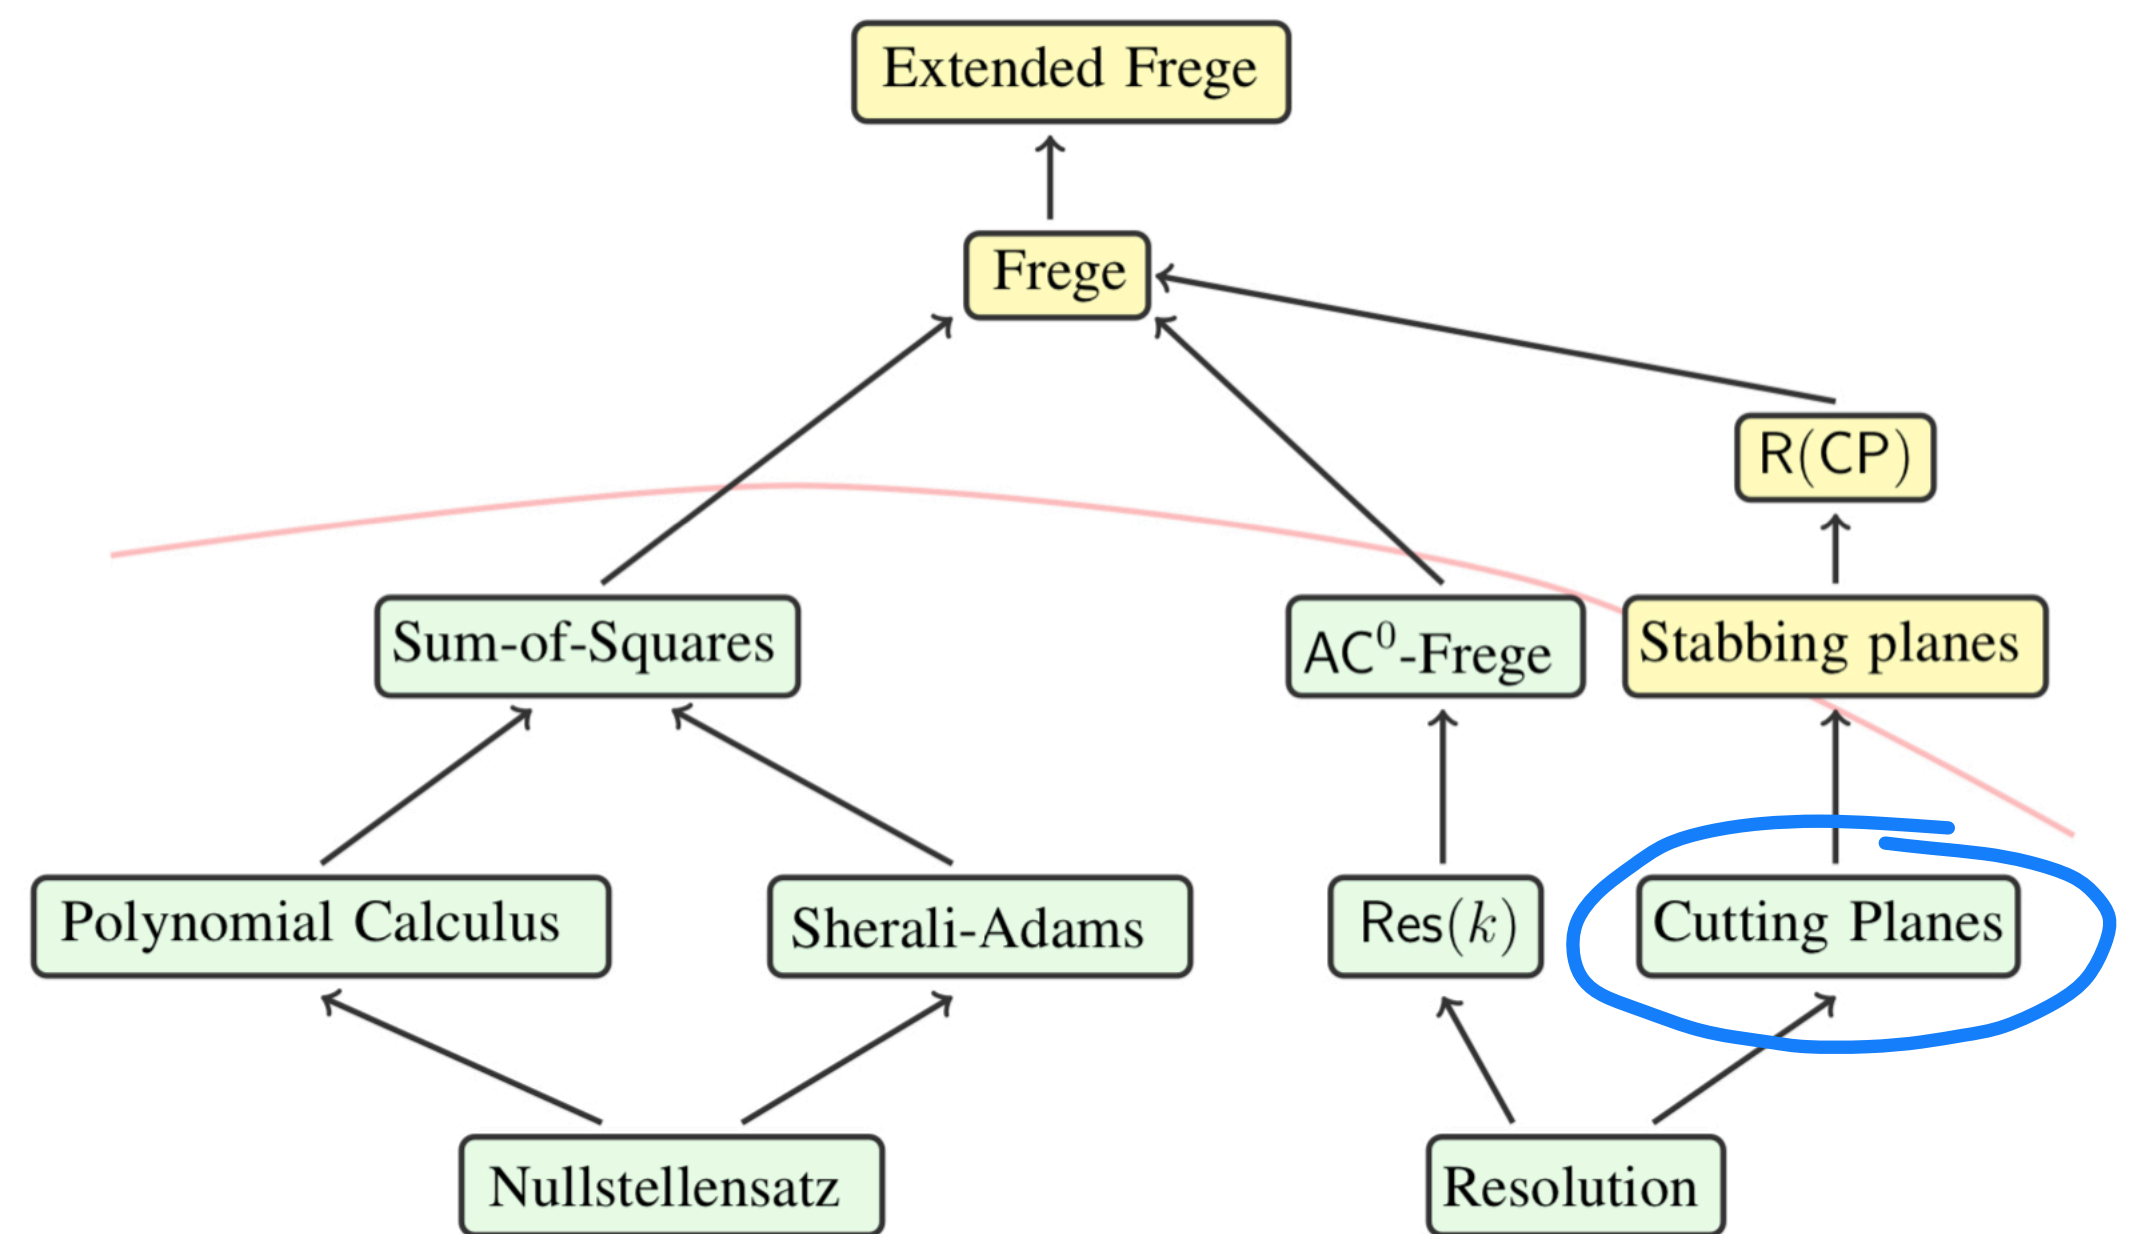 Extended Frege
Frege
R(CP)
Sum-of-Squares
AC⁰-Frege
Stabbing planes
Polynomial Calculus
Sherali-Adams
Res(k)
Cutting Planes
Nullstellensatz
Resolution